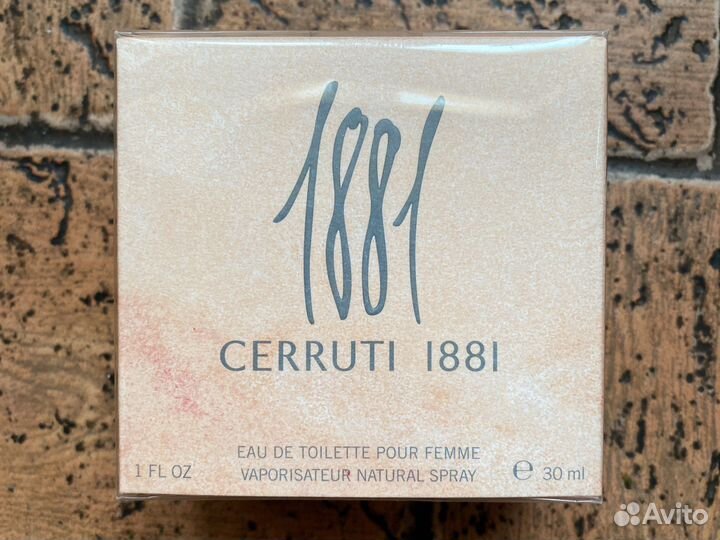 1881
CERRUTI 1881
EAU DE TOILETTE POUR FEMME
1 FL OZ VAPORISATEUR NATURAL SPRAY ℮ 30 ml
Avito